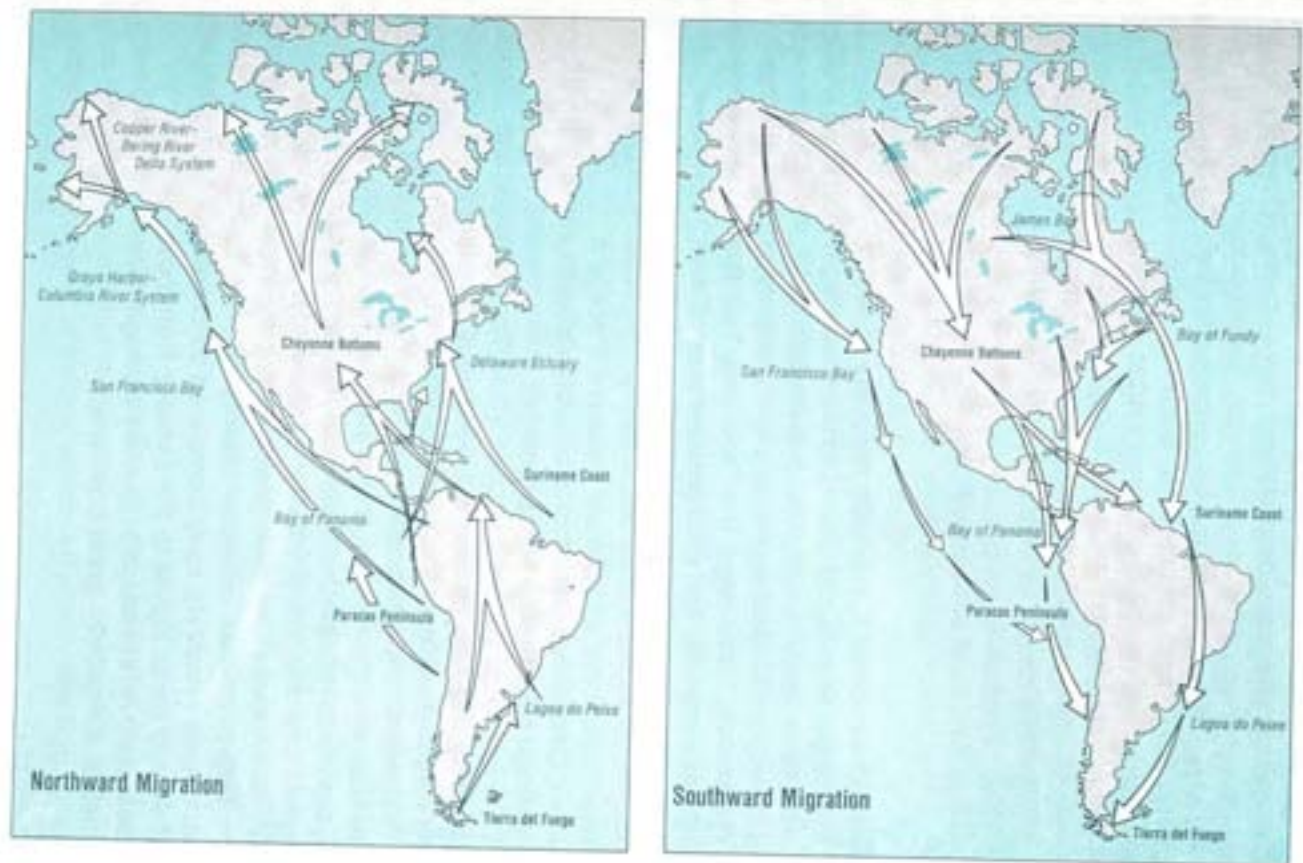 Copper River–
Bering River
Delta System
Grays Harbor–
Columbia River System
Cheyenne Bottoms
Delaware Estuary
San Francisco Bay
Suriname Coast
Bay of Panama
Paracas Peninsula
Lagoa do Peixe
Northward Migration
Tierra del Fuego
James Bay
Bay of Fundy
Cheyenne Bottoms
San Francisco Bay
Suriname Coast
Bay of Panama
Paracas Peninsula
Lagoa do Peixe
Southward Migration
Tierra del Fuego